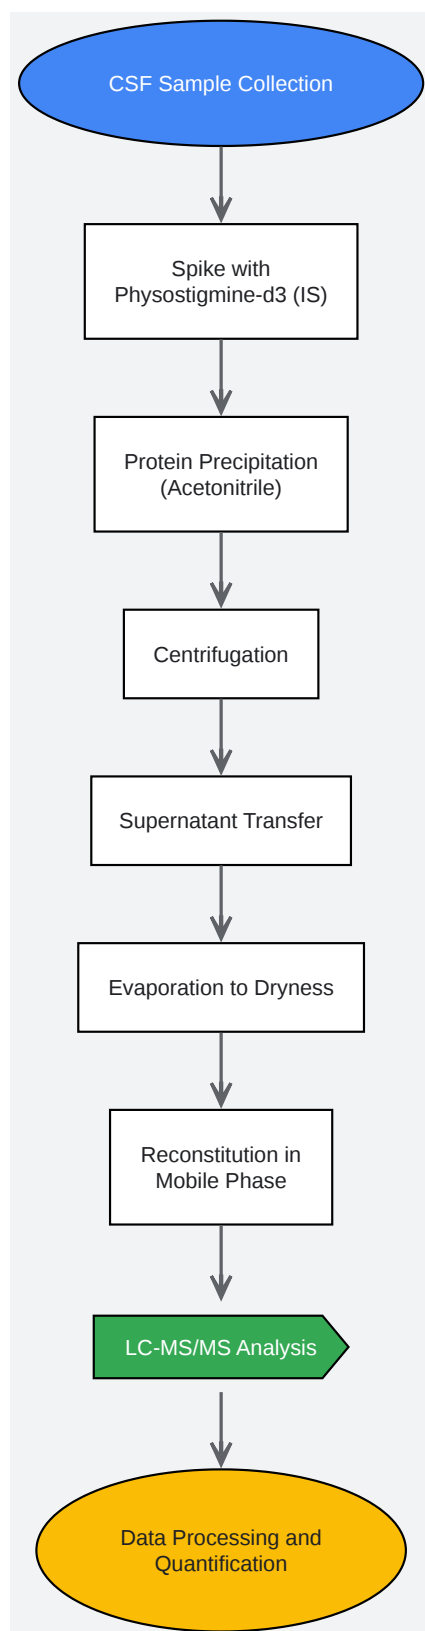 CSF Sample Collection
Spike with
Physostigmine-d3 (IS)
Protein Precipitation
(Acetonitrile)
Centrifugation
Supernatant Transfer
Evaporation to Dryness
Reconstitution in
Mobile Phase
LC-MS/MS Analysis
Data Processing and
Quantification